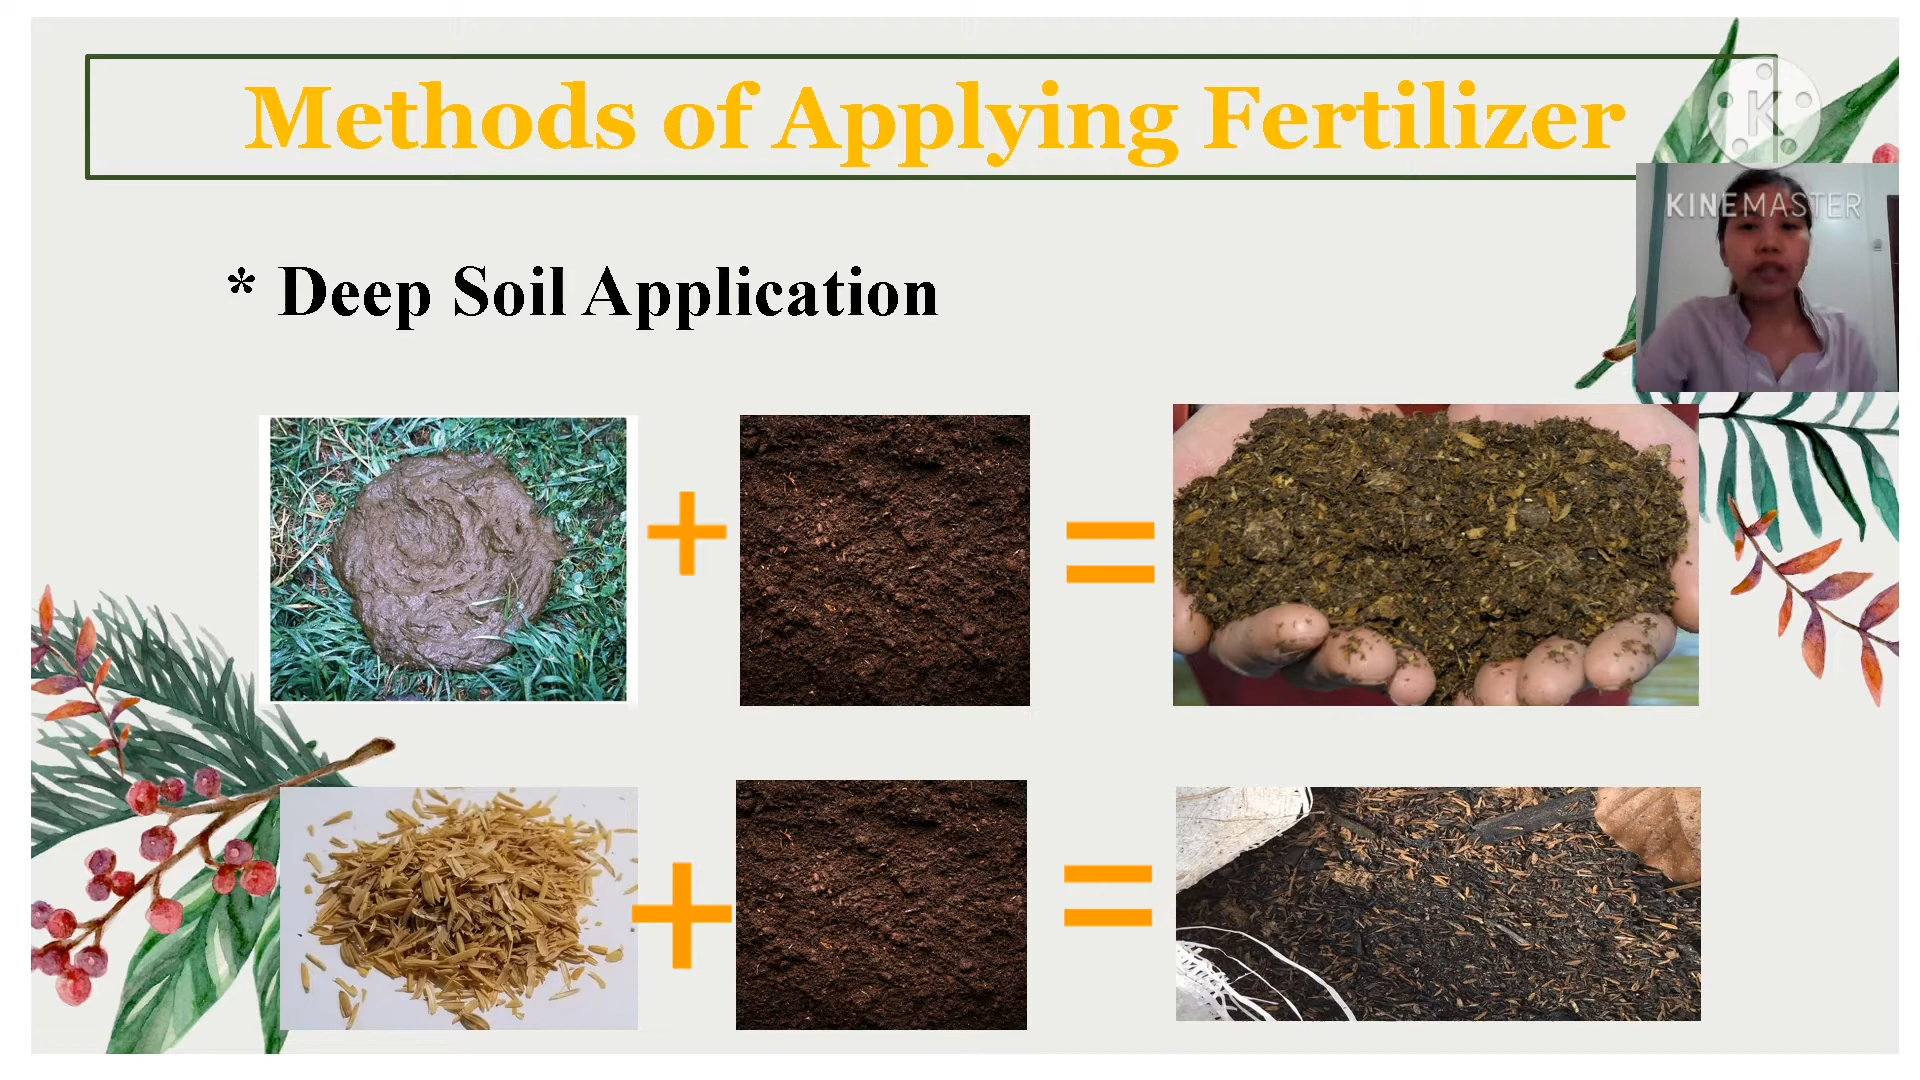 Methods of Applying Fertilizer
K
KINEMASTER
* Deep Soil Application